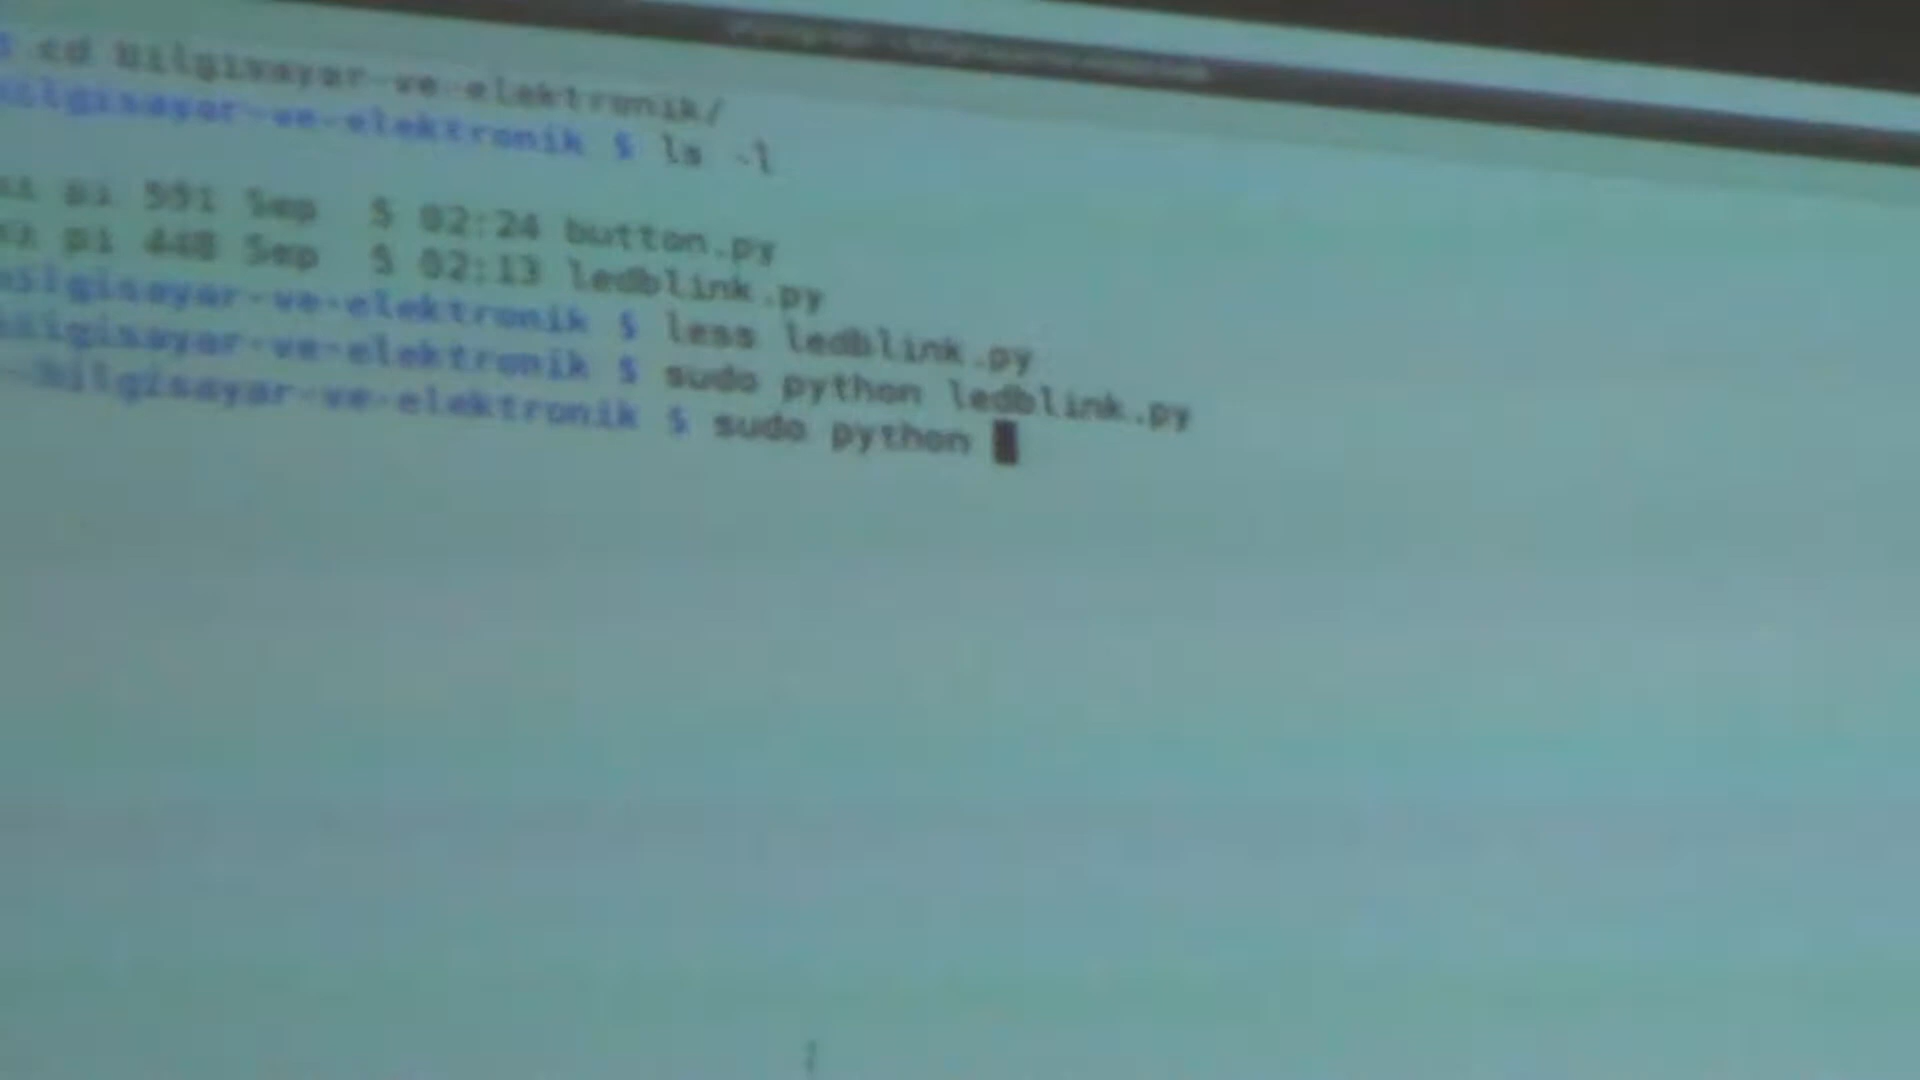 $ cd bilgisayar-ve-elektronik/
bilgisayar-ve-elektronik $ ls -l
pi 591 Sep 5 02:24 button.py
pi 448 Sep 5 02:13 ledblink.py
bilgisayar-ve-elektronik $ less ledblink.py
bilgisayar-ve-elektronik $ sudo python ledblink.py
bilgisayar-ve-elektronik $ sudo python